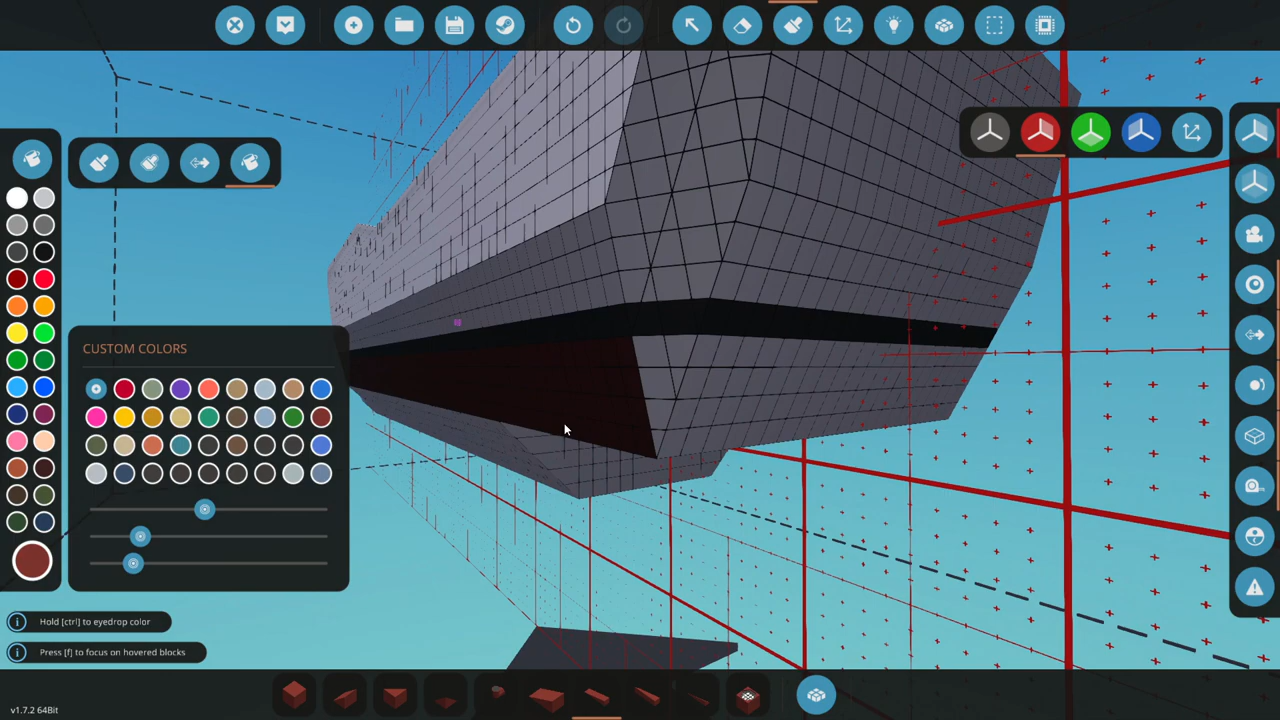 CUSTOM COLORS
Hold [ctrl] to eyedrop color
Press [f] to focus on hovered blocks
v1.7.2 64Bit